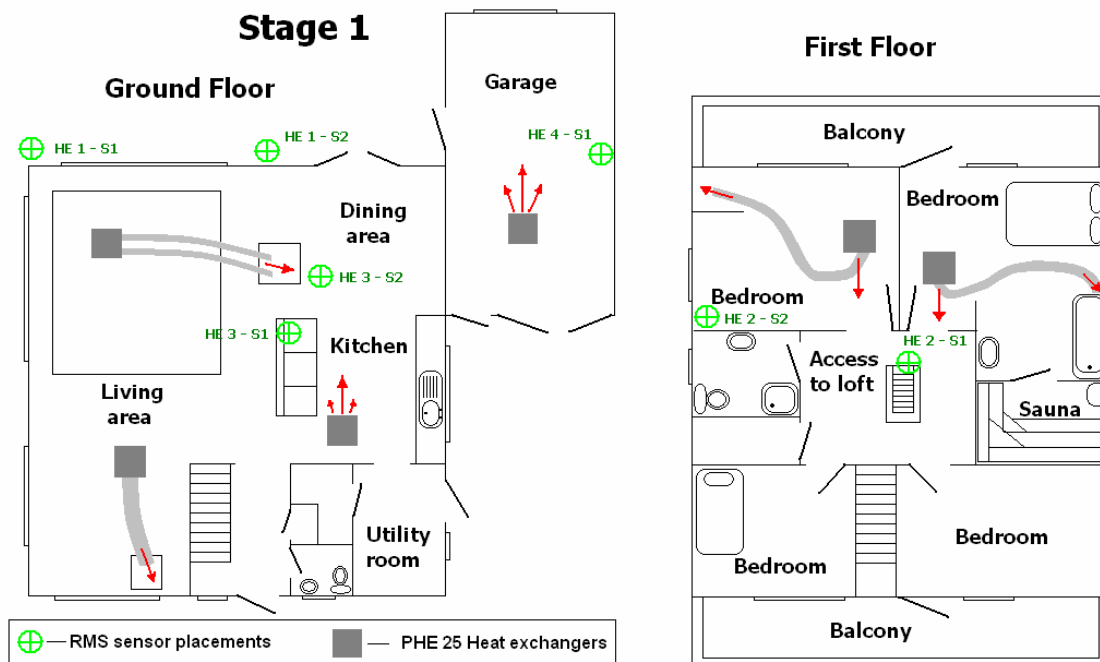 Stage 1
Ground Floor
First Floor
Garage
Balcony
HE 1 - S1
HE 1 - S2
HE 4 - S1
Dining
area
Bedroom
HE 3 - S2
Bedroom
HE 2 - S2
HE 3 - S1
Kitchen
HE 2 - S1
Access
to loft
Living
area
Sauna
Utility
room
Bedroom
Bedroom
Balcony
RMS sensor placements
PHE 25 Heat exchangers